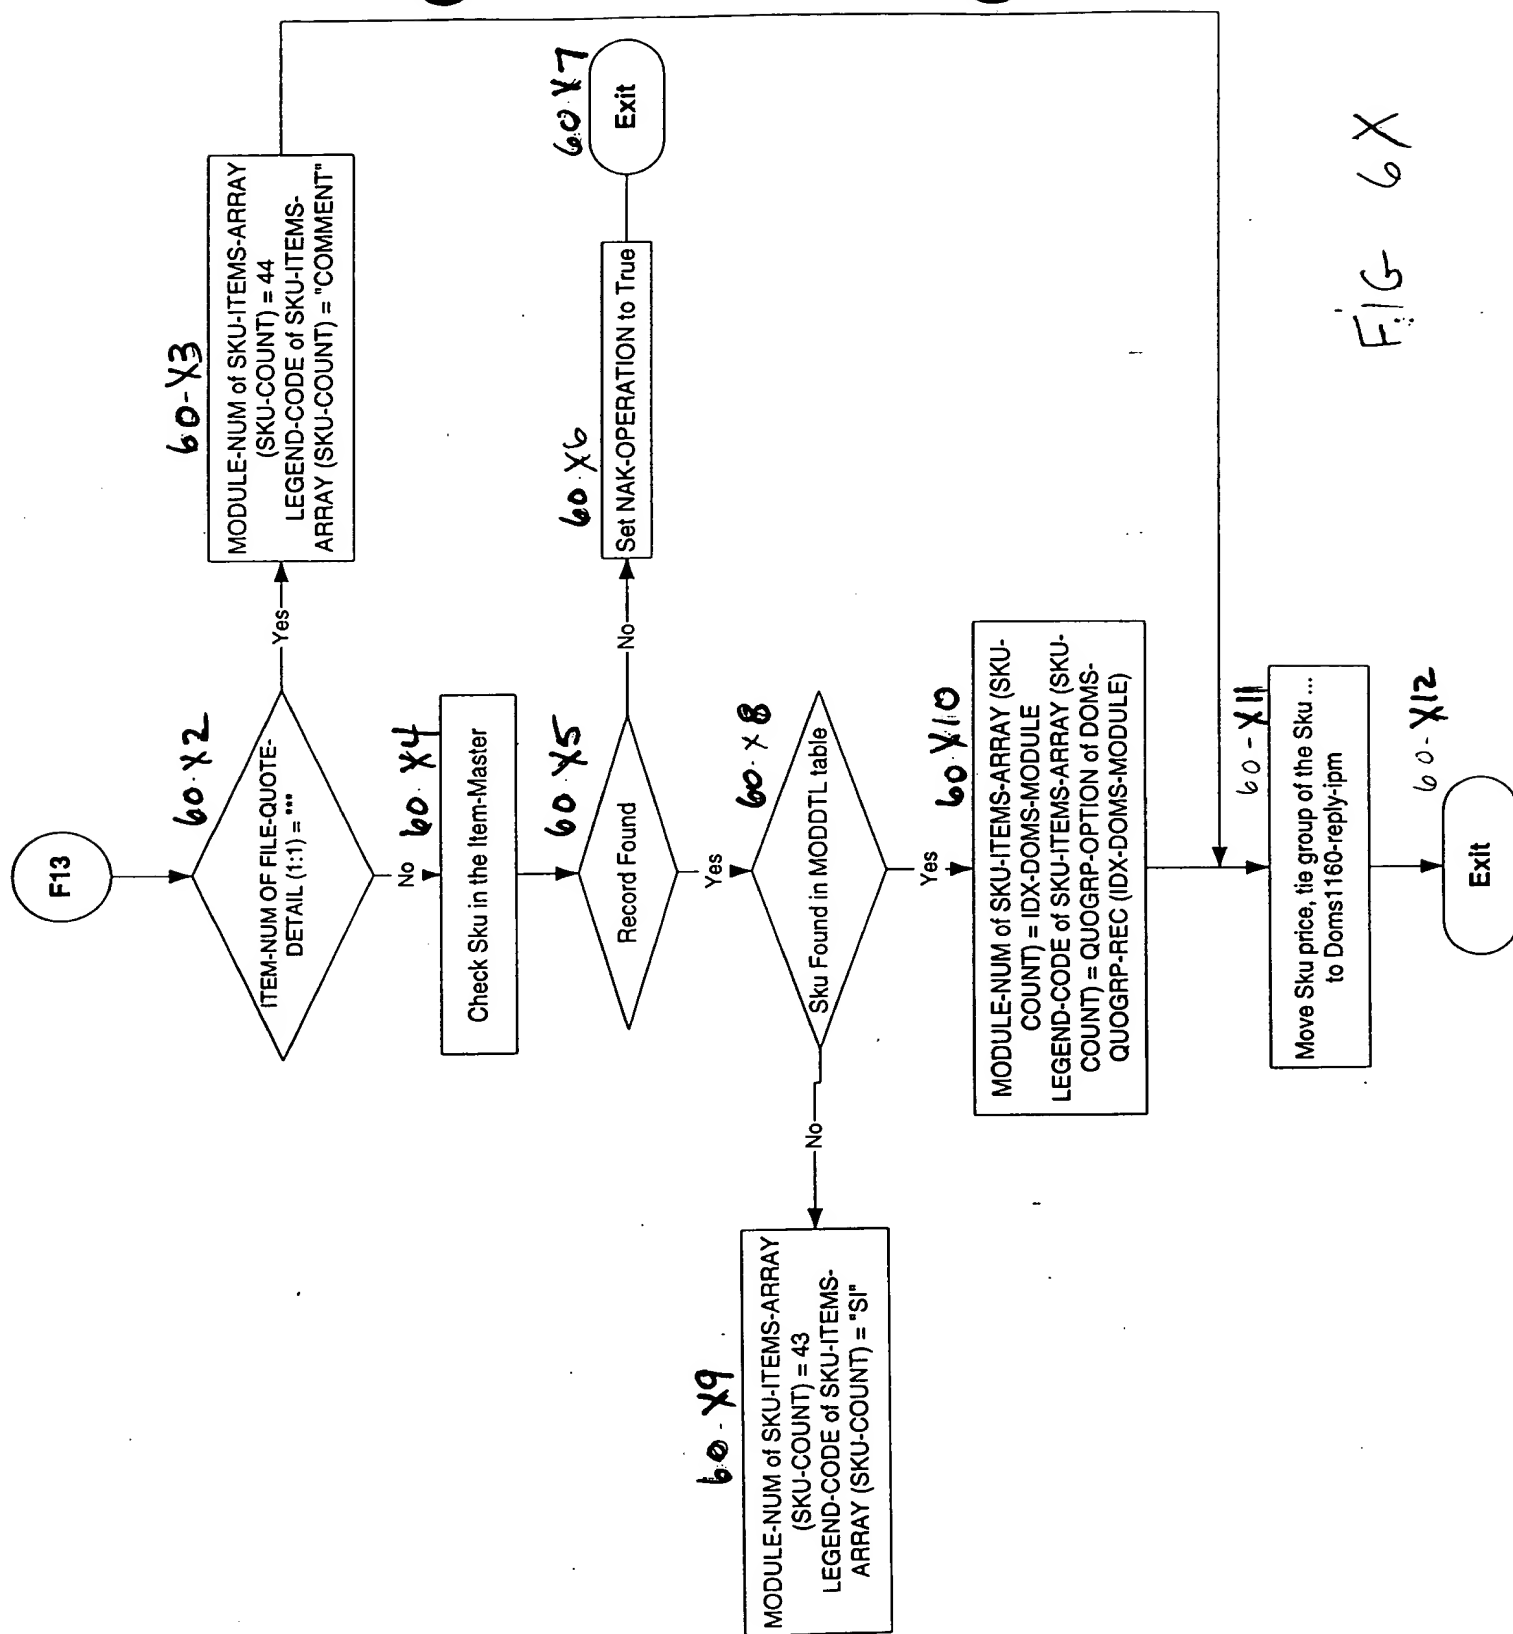 F13
60-X2
ITEM-NUM OF FILE-QUOTE-
DETAIL (1:1) = "*"
Yes
60-X3
MODULE-NUM of SKU-ITEMS-ARRAY
(SKU-COUNT) = 44
LEGEND-CODE of SKU-ITEMS-
ARRAY (SKU-COUNT) = "COMMENT"
No
60-X4
Check Sku in the Item-Master
60-X5
Record Found
No
60-X6
Set NAK-OPERATION to True
60-X7
Exit
Yes
60-X8
Sku Found in MODDTL table
No
60-X9
MODULE-NUM of SKU-ITEMS-ARRAY
(SKU-COUNT) = 43
LEGEND-CODE of SKU-ITEMS-
ARRAY (SKU-COUNT) = "SI"
Yes
60-X10
MODULE-NUM of SKU-ITEMS-ARRAY (SKU-
COUNT) = IDX-DOMS-MODULE
LEGEND-CODE of SKU-ITEMS-ARRAY (SKU-
COUNT) = QUOGRP-OPTION of DOMS-
QUOGRP-REC (IDX-DOMS-MODULE)
60-X11
Move Sku price, tie group of the Sku ...
to Doms1160-reply-ipm
60-X12
Exit
FIG 6X